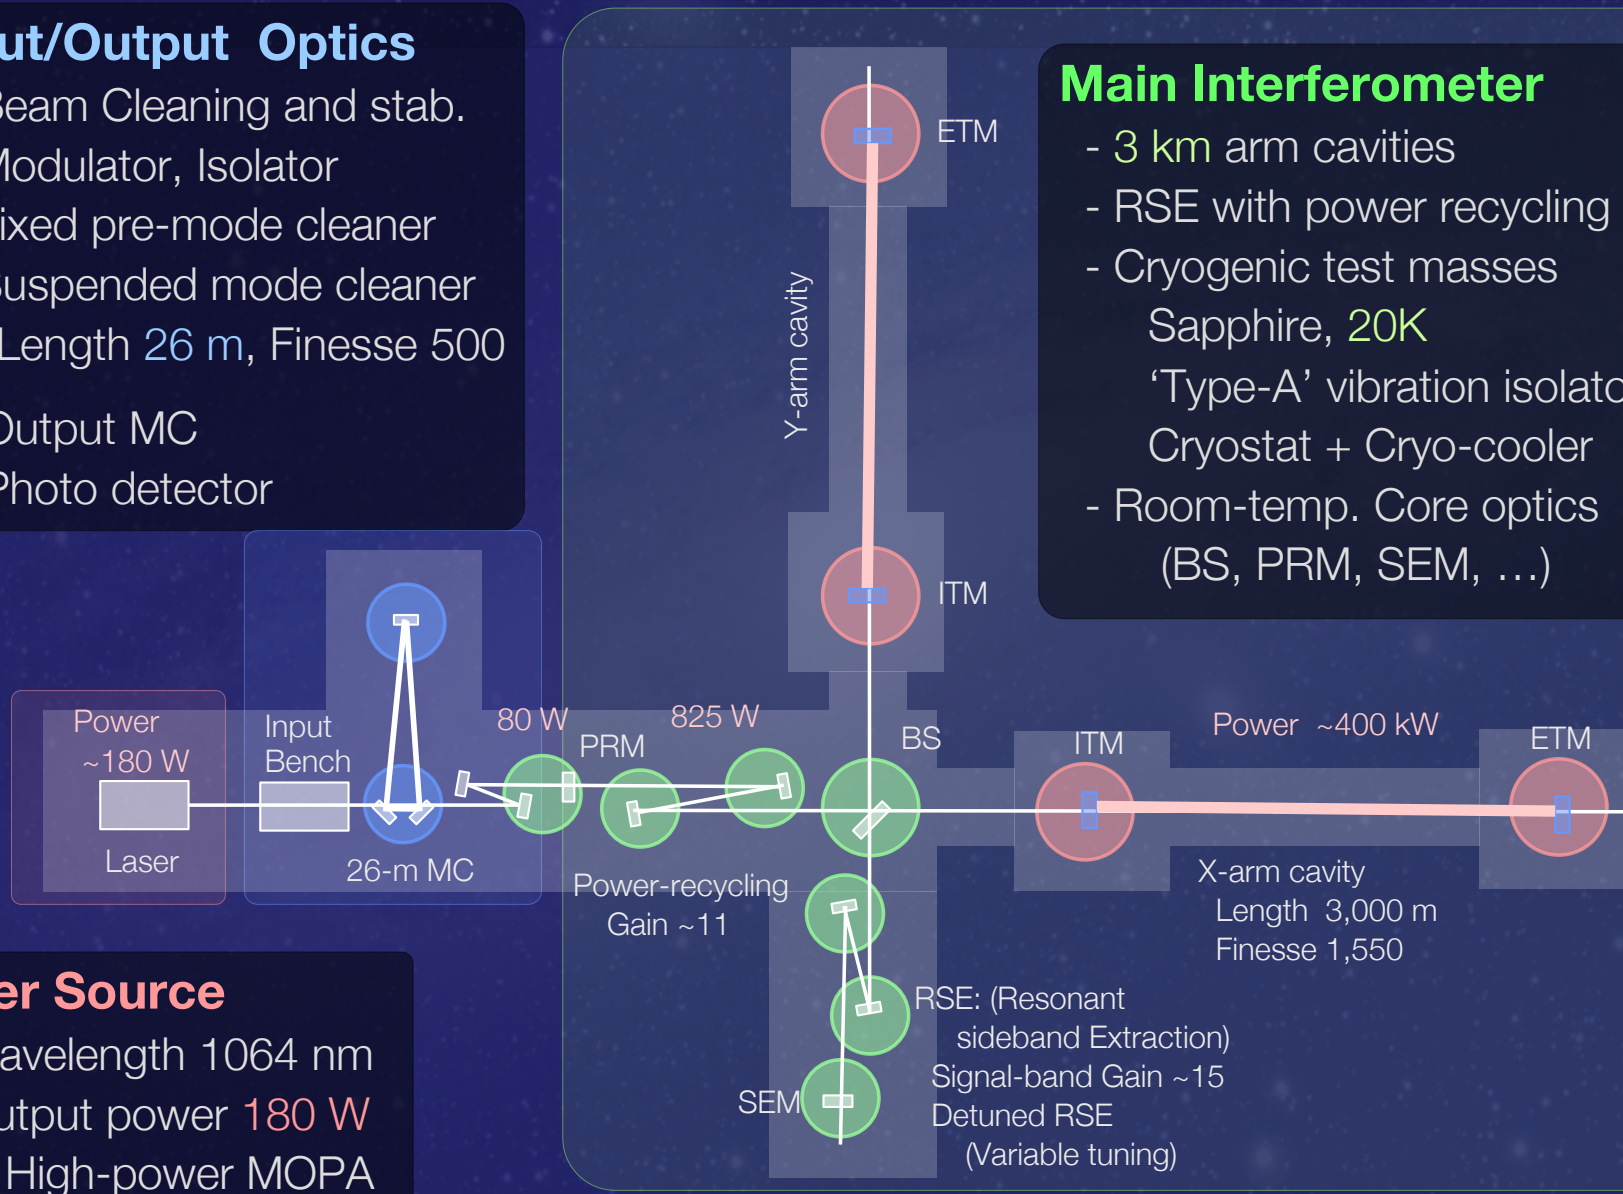 ut/Output Optics
Beam Cleaning and stab.
Modulator, Isolator
ixed pre-mode cleaner
Suspended mode cleaner
Length 26 m, Finesse 500
Output MC
Photo detector
Main Interferometer
- 3 km arm cavities
- RSE with power recycling
- Cryogenic test masses
Sapphire, 20K
‘Type-A’ vibration isolato
Cryostat + Cryo-cooler
- Room-temp. Core optics
(BS, PRM, SEM, …)
ETM
Y-arm cavity
ITM
Power
~180 W
Laser
Input
Bench
26-m MC
80 W
PRM
825 W
BS
ITM
Power ~400 kW
ETM
Power-recycling
Gain ~11
X-arm cavity
Length 3,000 m
Finesse 1,550
RSE: (Resonant
sideband Extraction)
Signal-band Gain ~15
Detuned RSE
(Variable tuning)
SEM
er Source
avelength 1064 nm
utput power 180 W
High-power MOPA